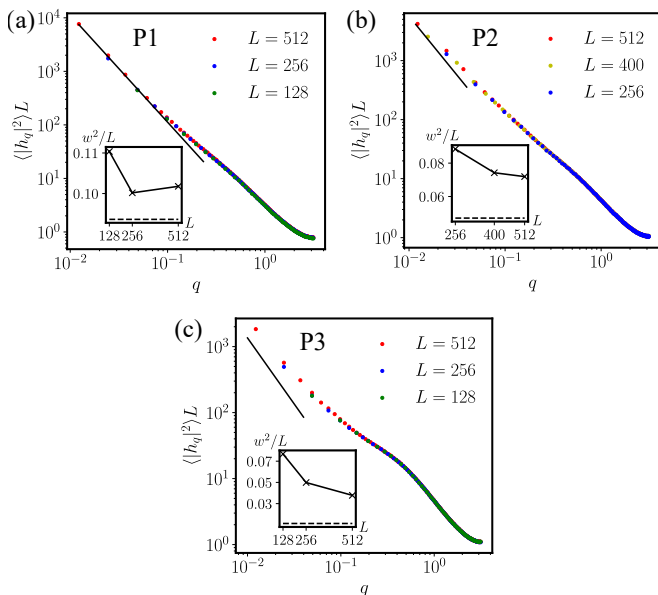 (a)
P1
10^4
10^3
10^2
10^1
10^0
⟨|h_q|^2⟩L
L = 512
L = 256
L = 128
w^2/L
0.11
0.10
128 256 512
L
10^-2 10^-1 10^0
q
(b)
P2
10^3
10^2
10^1
10^0
⟨|h_q|^2⟩L
L = 512
L = 400
L = 256
w^2/L
0.08
0.06
256 400 512
L
10^-2 10^-1 10^0
q
(c)
P3
10^3
10^2
10^1
10^0
⟨|h_q|^2⟩L
L = 512
L = 256
L = 128
w^2/L
0.07
0.05
0.03
128 256 512
L
10^-2 10^-1 10^0
q